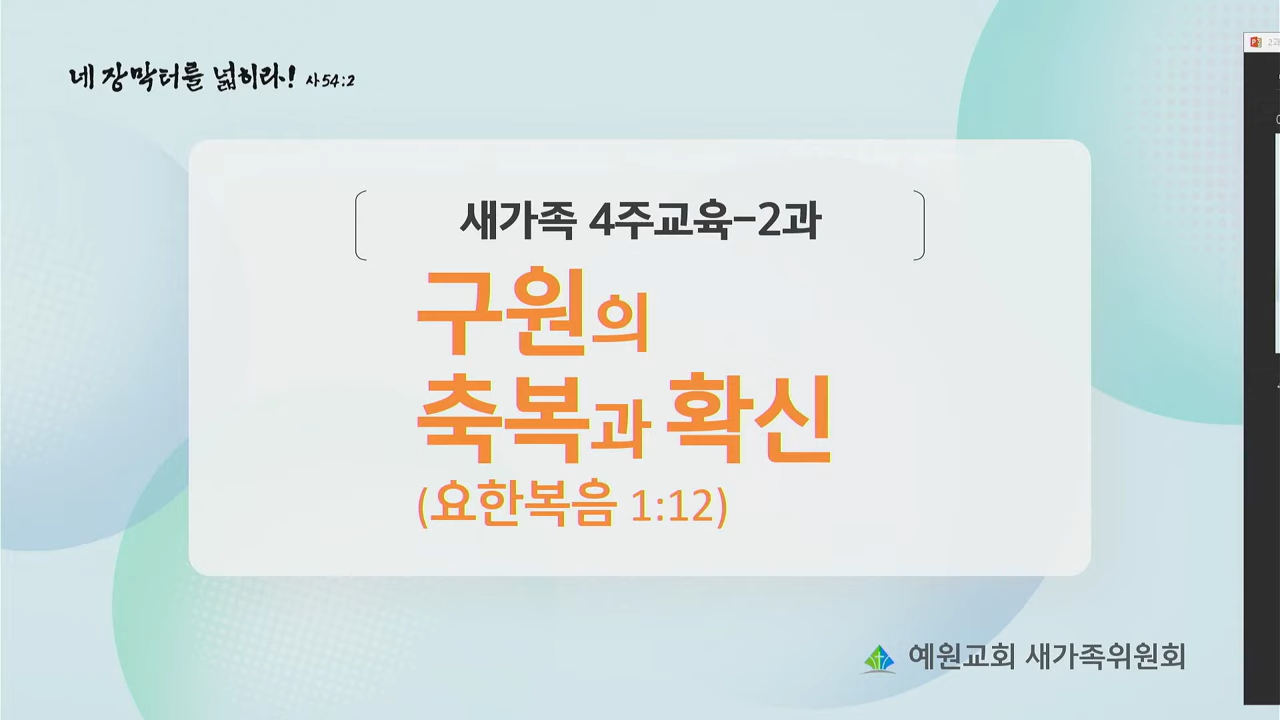 네 장막터를 넓히라! 사54:2
새가족 4주교육-2과
구원의
축복과 확신
(요한복음 1:12)
예원교회 새가족위원회